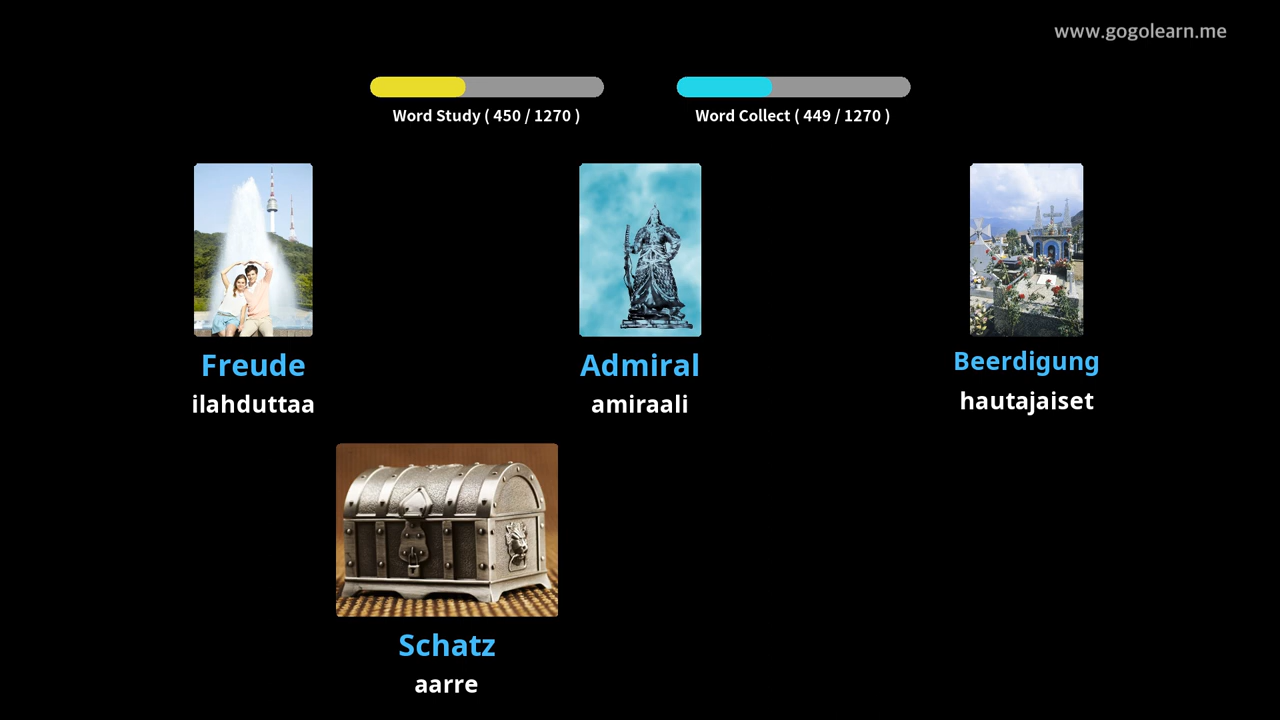 www.gogolearn.me
Word Study ( 450 / 1270 )
Word Collect ( 449 / 1270 )
Freude
ilahduttaa
Admiral
amiraali
Beerdigung
hautajaiset
Schatz
aarre